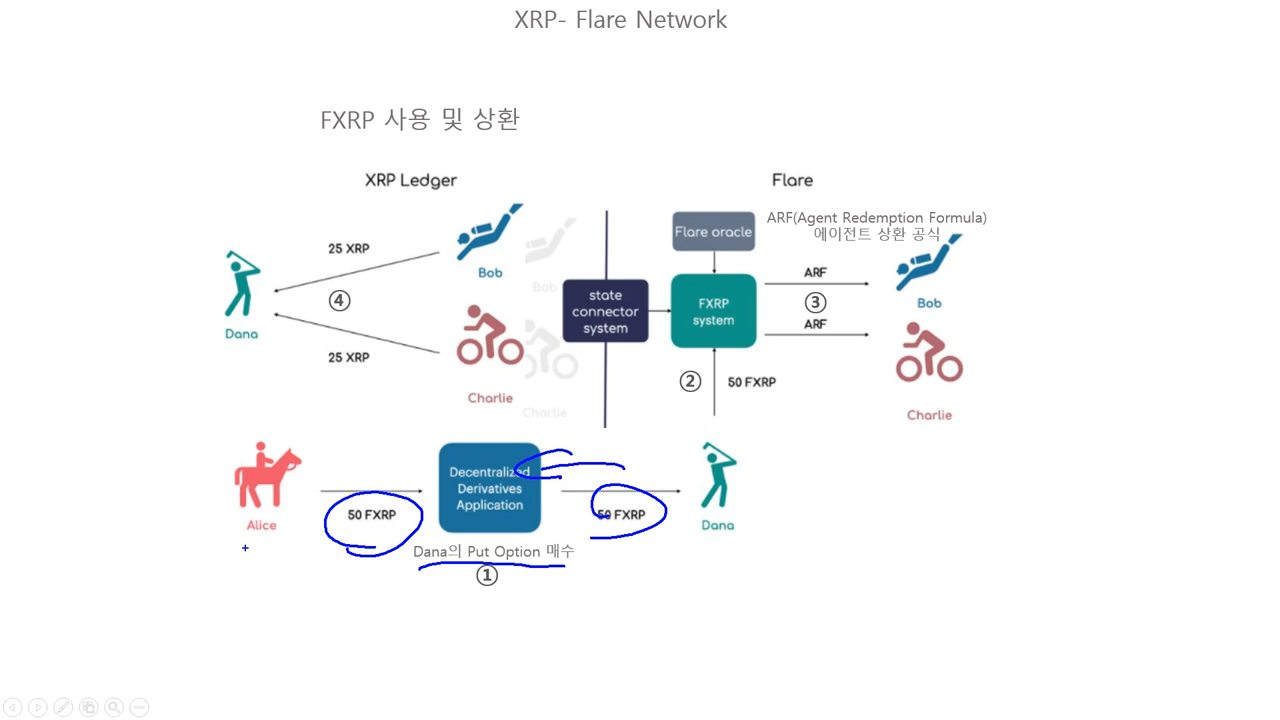 XRP- Flare Network
FXRP 사용 및 상환
XRP Ledger
Flare
ARF(Agent Redemption Formula)
에이전트 상환 공식
Flare oracle
25 XRP
Bob
Bob
④
Dana
25 XRP
Charlie
Charlie
state
connector
system
FXRP
system
ARF
③
ARF
Bob
Charlie
②
50 FXRP
Alice
50 FXRP
Decentralized
Derivatives
Application
50 FXRP
Dana
Dana의 Put Option 매수
①